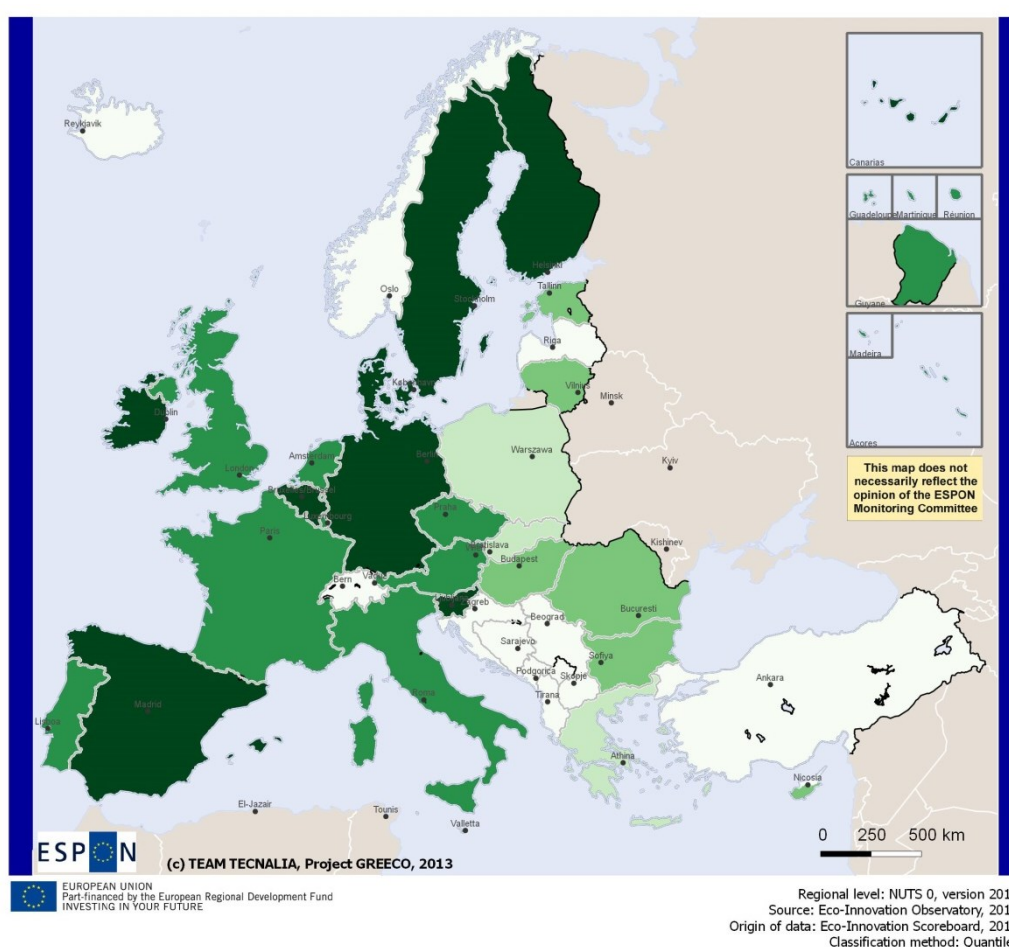 Reykjavik
Canarias
Guadeloupe
Martinique
Réunion
Guyane
Madeira
Acores
This map does not
necessarily reflect the
opinion of the ESPON
Monitoring Committee
Oslo
Helsinki
Tallinn
Stockholm
Riga
København
Vilnius
Minsk
Dublin
Amsterdam
Berlin
Warszawa
London
Kyiv
Praha
Paris
Kishinev
Bratislava
Budapest
Bern
Zagreb
Beograd
Bucuresti
Sarajevo
Sofiya
Podgorica
Skopje
Tirana
Ankara
Roma
Madrid
Lisboa
Athina
Nicosia
El-Jazair
Tounis
Valletta
0 250 500 km
ESPON
(c) TEAM TECNALIA, Project GREECO, 2013
EUROPEAN UNION
Part-financed by the European Regional Development Fund
INVESTING IN YOUR FUTURE
Regional level: NUTS 0, version 201
Source: Eco-Innovation Observatory, 201
Origin of data: Eco-Innovation Scoreboard, 201
Classification method: Quantile